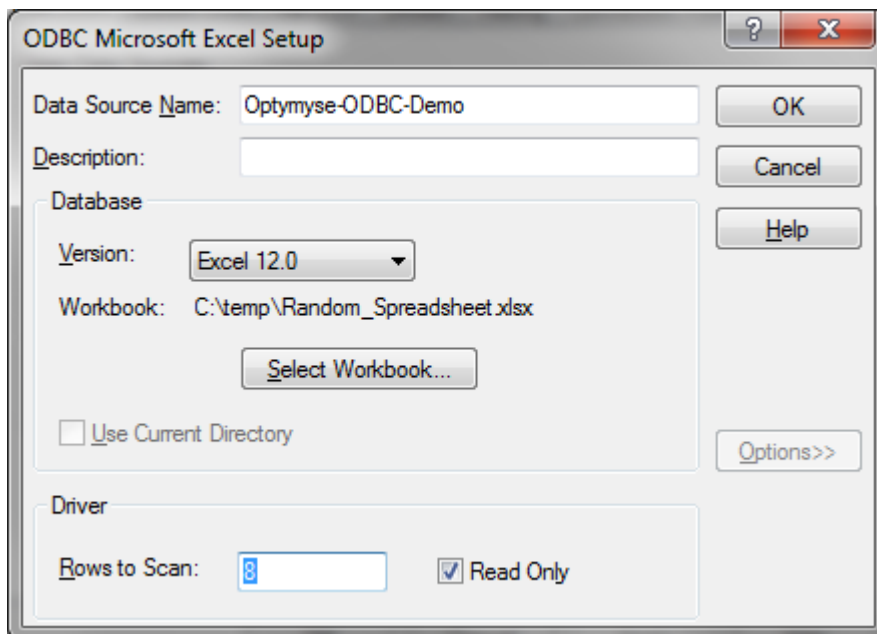 ODBC Microsoft Excel Setup
Data Source Name: Optymyse-ODBC-Demo
OK
Description:
Cancel
Database
Help
Version: Excel 12.0
Workbook: C:\temp\Random_Spreadsheet.xlsx
Select Workbook...
Use Current Directory
Options>>
Driver
Rows to Scan: 8 Read Only